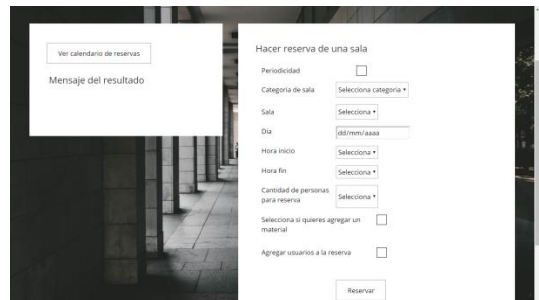 Ver calendario de reservas
Mensaje del resultado
Hacer reserva de una sala
Periodicidad
Categoria de sala
Selecciona categoria
Sala
Selecciona
Dia
dd/mm/aaaa
Hora inicio
Selecciona
Hora fin
Selecciona
Cantidad de personas
para reserva
Selecciona
Selecciona si quieres agregar un
material
Agregar usuarios a la reserva
Reservar